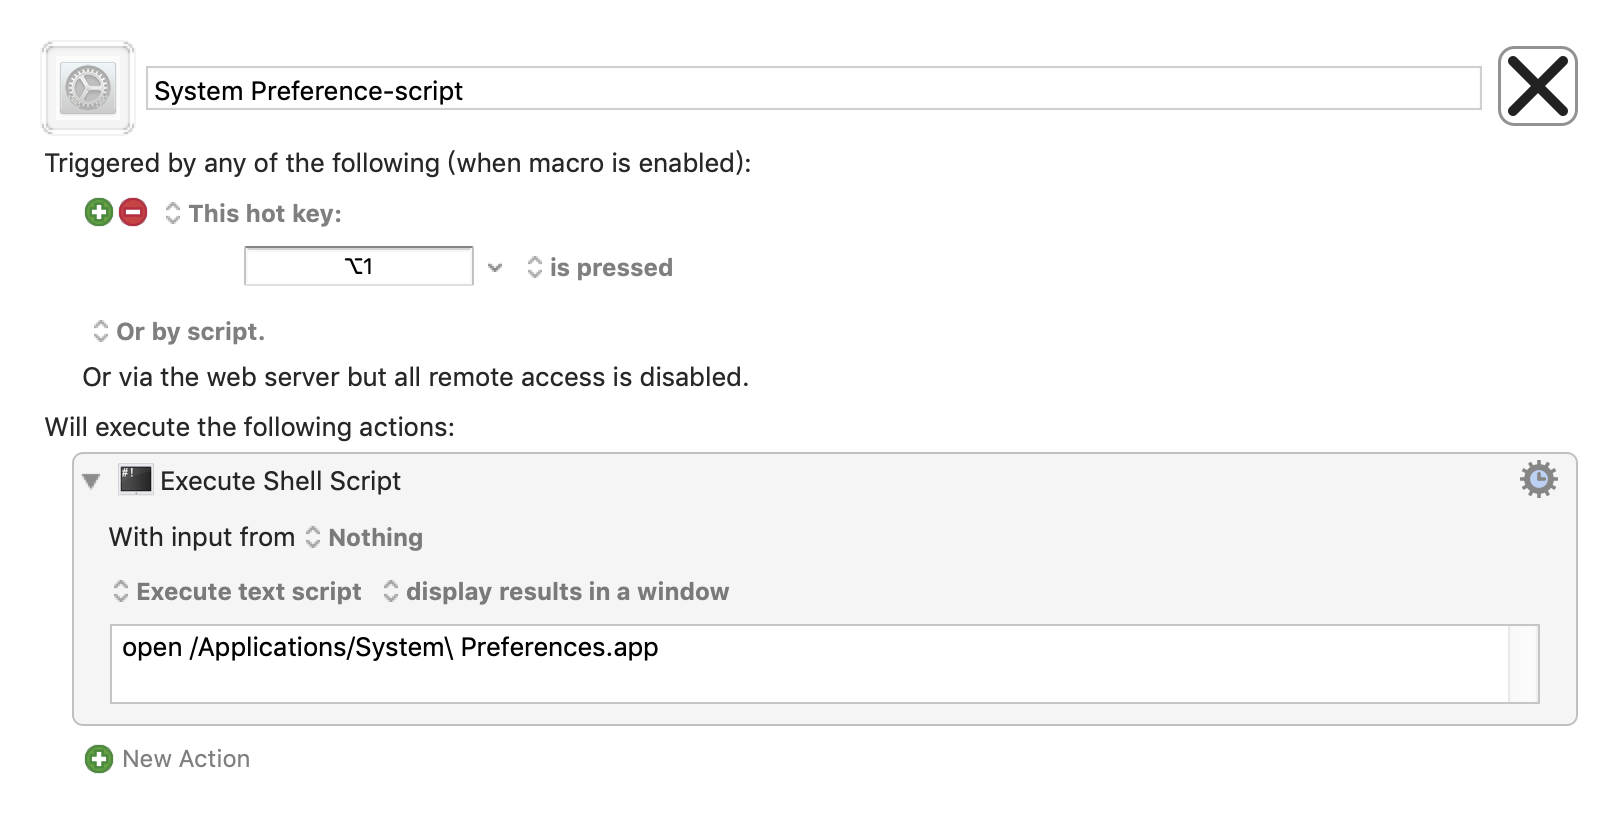 System Preference-script
Triggered by any of the following (when macro is enabled):
This hot key:
⌥1 is pressed
Or by script.
Or via the web server but all remote access is disabled.
Will execute the following actions:
#! Execute Shell Script
With input from Nothing
Execute text script display results in a window
open /Applications/System\ Preferences.app
New Action